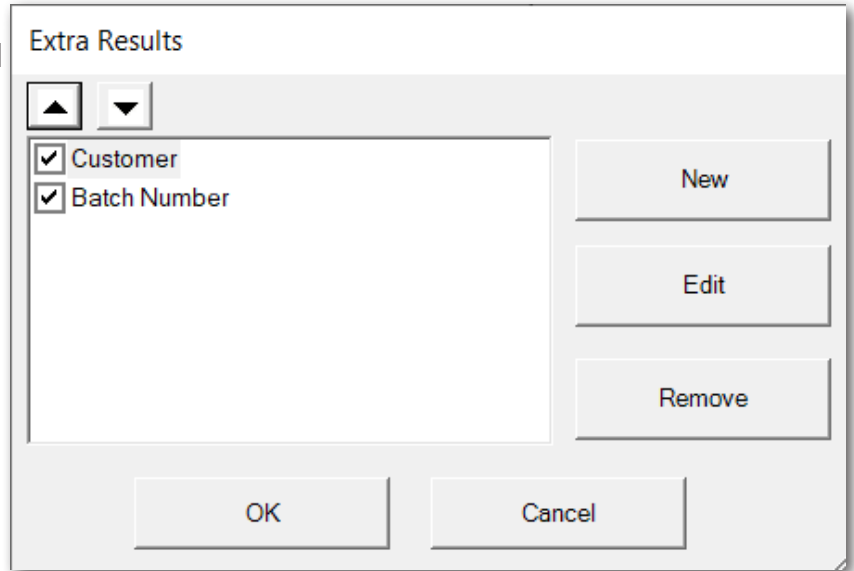 Extra Results
Customer
Batch Number
New
Edit
Remove
OK
Cancel